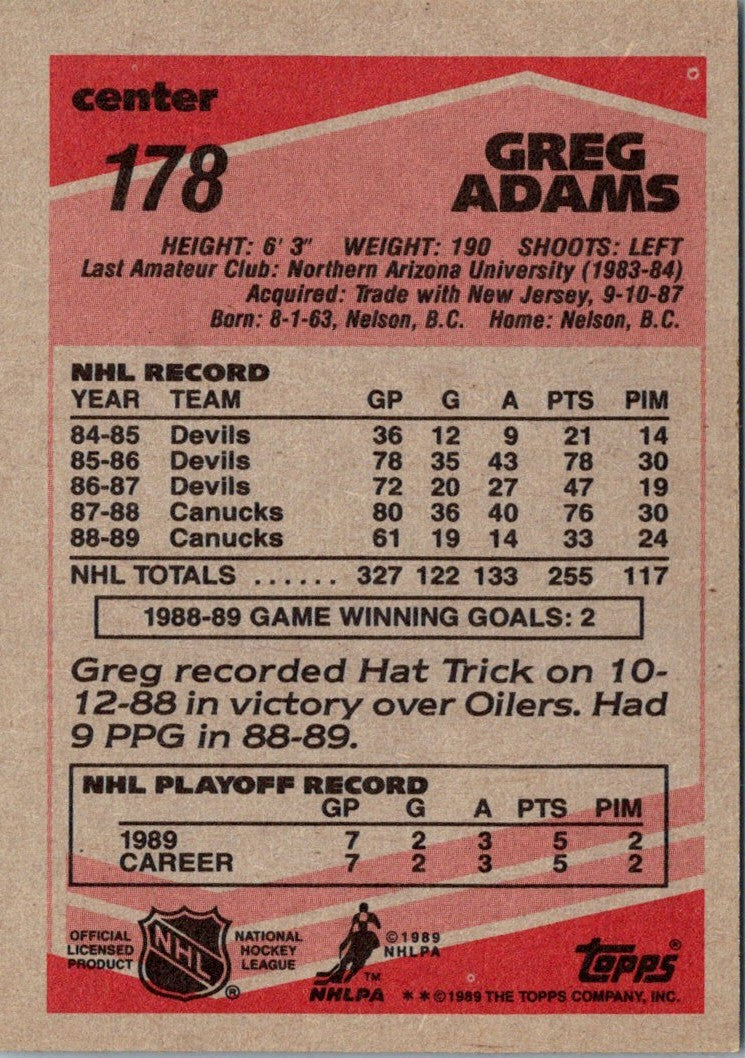 center
178
GREG
ADAMS
HEIGHT: 6' 3" WEIGHT: 190 SHOOTS: LEFT
Last Amateur Club: Northern Arizona University (1983-84)
Acquired: Trade with New Jersey, 9-10-87
Born: 8-1-63, Nelson, B.C. Home: Nelson, B.C.
NHL RECORD
YEAR TEAM GP G A PTS PIM
84-85 Devils 36 12 9 21 14
85-86 Devils 78 35 43 78 30
86-87 Devils 72 20 27 47 19
87-88 Canucks 80 36 40 76 30
88-89 Canucks 61 19 14 33 24
NHL TOTALS ...... 327 122 133 255 117
1988-89 GAME WINNING GOALS: 2
Greg recorded Hat Trick on 10-
12-88 in victory over Oilers. Had
9 PPG in 88-89.
NHL PLAYOFF RECORD
GP G A PTS PIM
1989 7 2 3 5 2
CAREER 7 2 3 5 2
OFFICIAL
LICENSED
PRODUCT
NHL
®
NATIONAL
HOCKEY
LEAGUE
TM
NHLPA
©1989
NHLPA
topps®
* * ©1989 THE TOPPS COMPANY, INC.